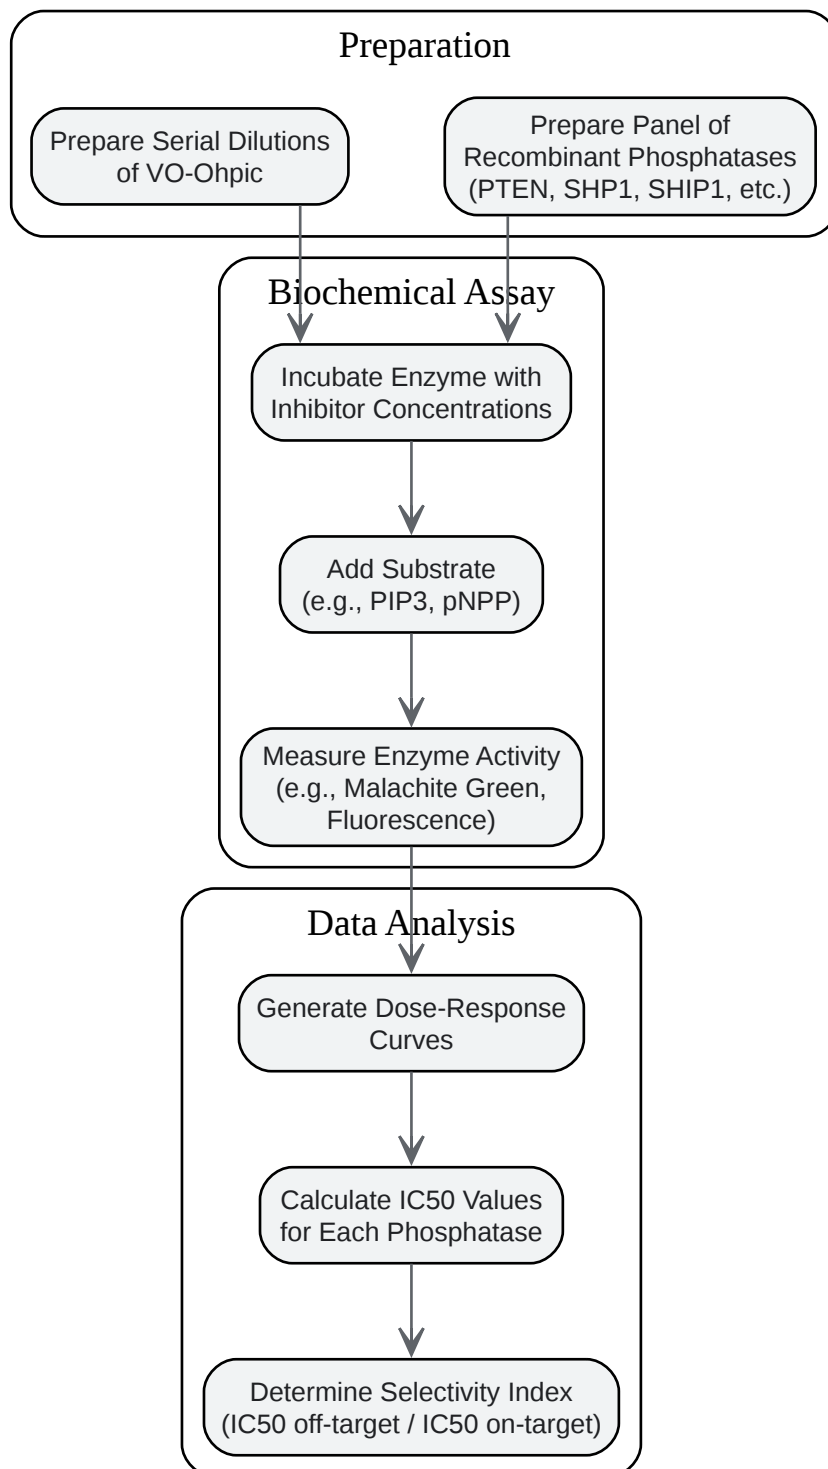 Preparation
Prepare Serial Dilutions
of VO-Ohpic
Prepare Panel of
Recombinant Phosphatases
(PTEN, SHP1, SHIP1, etc.)
Biochemical Assay
Incubate Enzyme with
Inhibitor Concentrations
Add Substrate
(e.g., PIP3, pNPP)
Measure Enzyme Activity
(e.g., Malachite Green,
Fluorescence)
Data Analysis
Generate Dose-Response
Curves
Calculate IC50 Values
for Each Phosphatase
Determine Selectivity Index
(IC50 off-target / IC50 on-target)